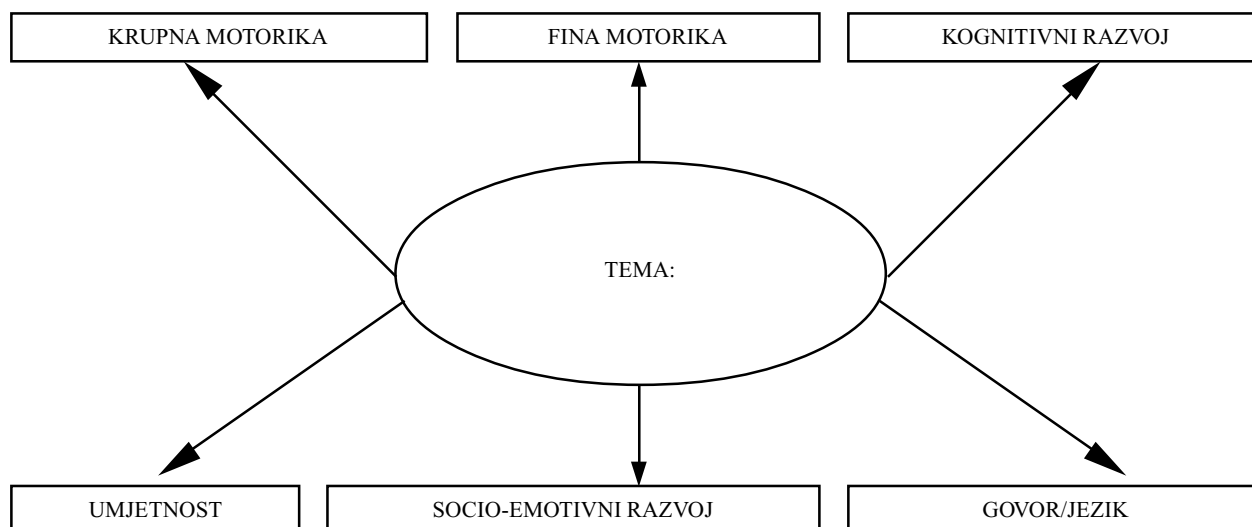 KRUPNA MOTORIKA
FINA MOTORIKA
KOGNITIVNI RAZVOJ
TEMA:
UMJETNOST
SOCIO-EMOTIVNI RAZVOJ
GOVOR/JEZIK